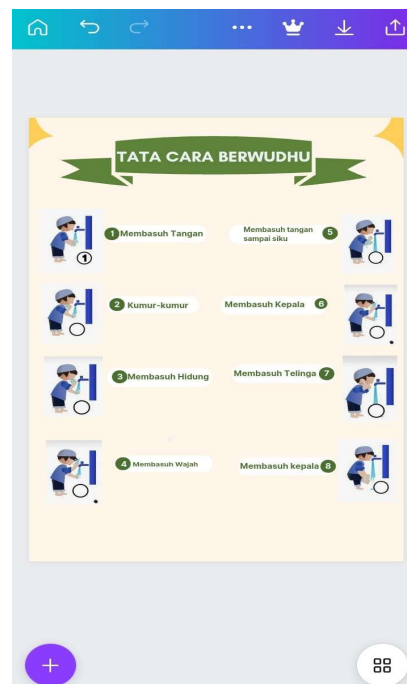 TATA CARA BERWUDHU
1 Membasuh Tangan
1
2 Kumur-kumur
3 Membasuh Hidung
4 Membasuh Wajah
Membasuh tangan 5
sampai siku
Membasuh Kepala 6
Membasuh Telinga 7
Membasuh kepala 8